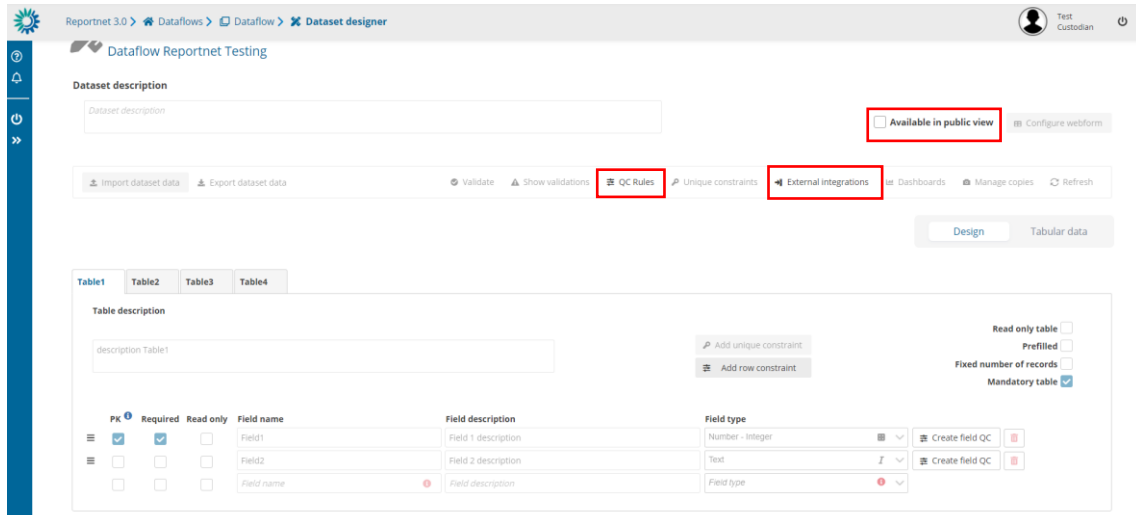 Reportnet 3.0 Dataflows Dataflow Dataset designer
Test
Custodian
Dataflow Reportnet Testing
Dataset description
Dataset description
Available in public view
Configure webform
Import dataset data Export dataset data Validate Show validations QC Rules Unique constraints External integrations Dashboards Manage copies Refresh
Design Tabular data
Table1 Table2 Table3 Table4
Table description
description Table1
Add unique constraint
Add row constraint
Read only table
Prefilled
Fixed number of records
Mandatory table
PK Required Read only Field name Field description Field type
Field1 Field 1 description Number - Integer Create field QC
Field2 Field 2 description Text Create field QC
Field name Field description Field type